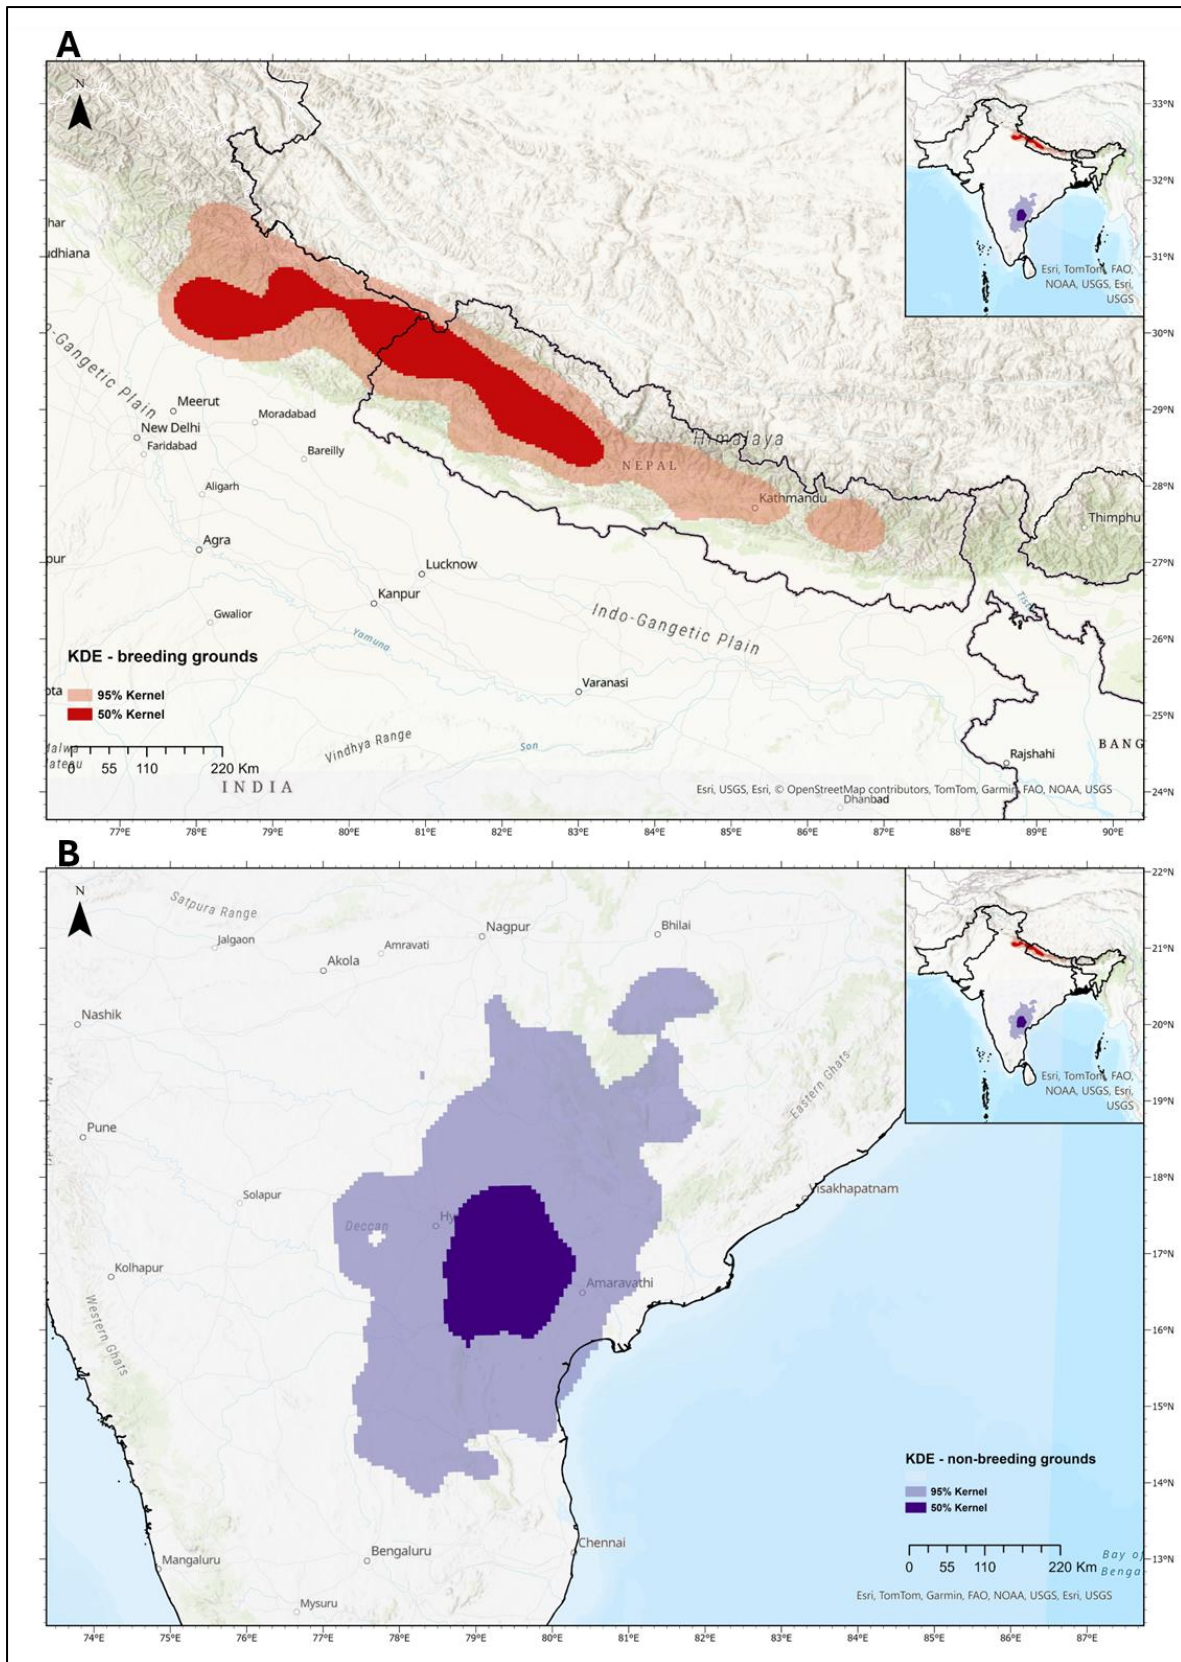 A
N
33°N
32°N
31°N
30°N
29°N
28°N
27°N
26°N
25°N
24°N
Esri, TomTom, FAO,
NOAA, USGS, Esri,
USGS
har
udhiana
o-Gangetic Plain
Meerut
New Delhi
Faridabad
Moradabad
Bareilly
Aligarh
Agra
pur
Lucknow
Kanpur
Gwalior
Yamuna
Himalaya
NEPAL
Kathmandu
Thimphu
Indo-Gangetic Plain
Varanasi
Vindhya Range
Son
Rajshahi
BANG
INDIA
Dhanbad
KDE - breeding grounds
95% Kernel
50% Kernel
ota
0 55 110 220 Km
Esri, USGS, Esri, © OpenStreetMap contributors, TomTom, Garmin, FAO, NOAA, USGS
77°E 78°E 79°E 80°E 81°E 82°E 83°E 84°E 85°E 86°E 87°E 88°E 89°E 90°E
B
N
22°N
21°N
20°N
19°N
18°N
17°N
16°N
15°N
14°N
13°N
Esri, TomTom, FAO,
NOAA, USGS, Esri,
USGS
Satpura Range
Jalgaon
Akola
Amravati
Nagpur
Bhilai
Nashik
Pune
Solapur
Deccan
Hy
Kolhapur
Western Ghats
Eastern Ghats
Visakhapatnam
Amaravathi
Mangaluru
Bengaluru
Chennai
Mysuru
KDE - non-breeding grounds
95% Kernel
50% Kernel
0 55 110 220 Km
Bay of
Benga
Esri, TomTom, Garmin, FAO, NOAA, USGS, Esri, USGS
74°E 75°E 76°E 77°E 78°E 79°E 80°E 81°E 82°E 83°E 84°E 85°E 86°E 87°E